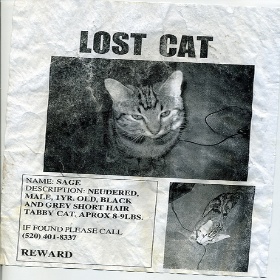 LOST CAT
NAME: SAGE
DESCRIPTION: NEUDERED,
MALE, 1YR. OLD, BLACK
AND GREY SHORT HAIR
TABBY CAT. APROX 8-9LBS.
IF FOUND PLEASE CALL
(520) 401-8337
REWARD